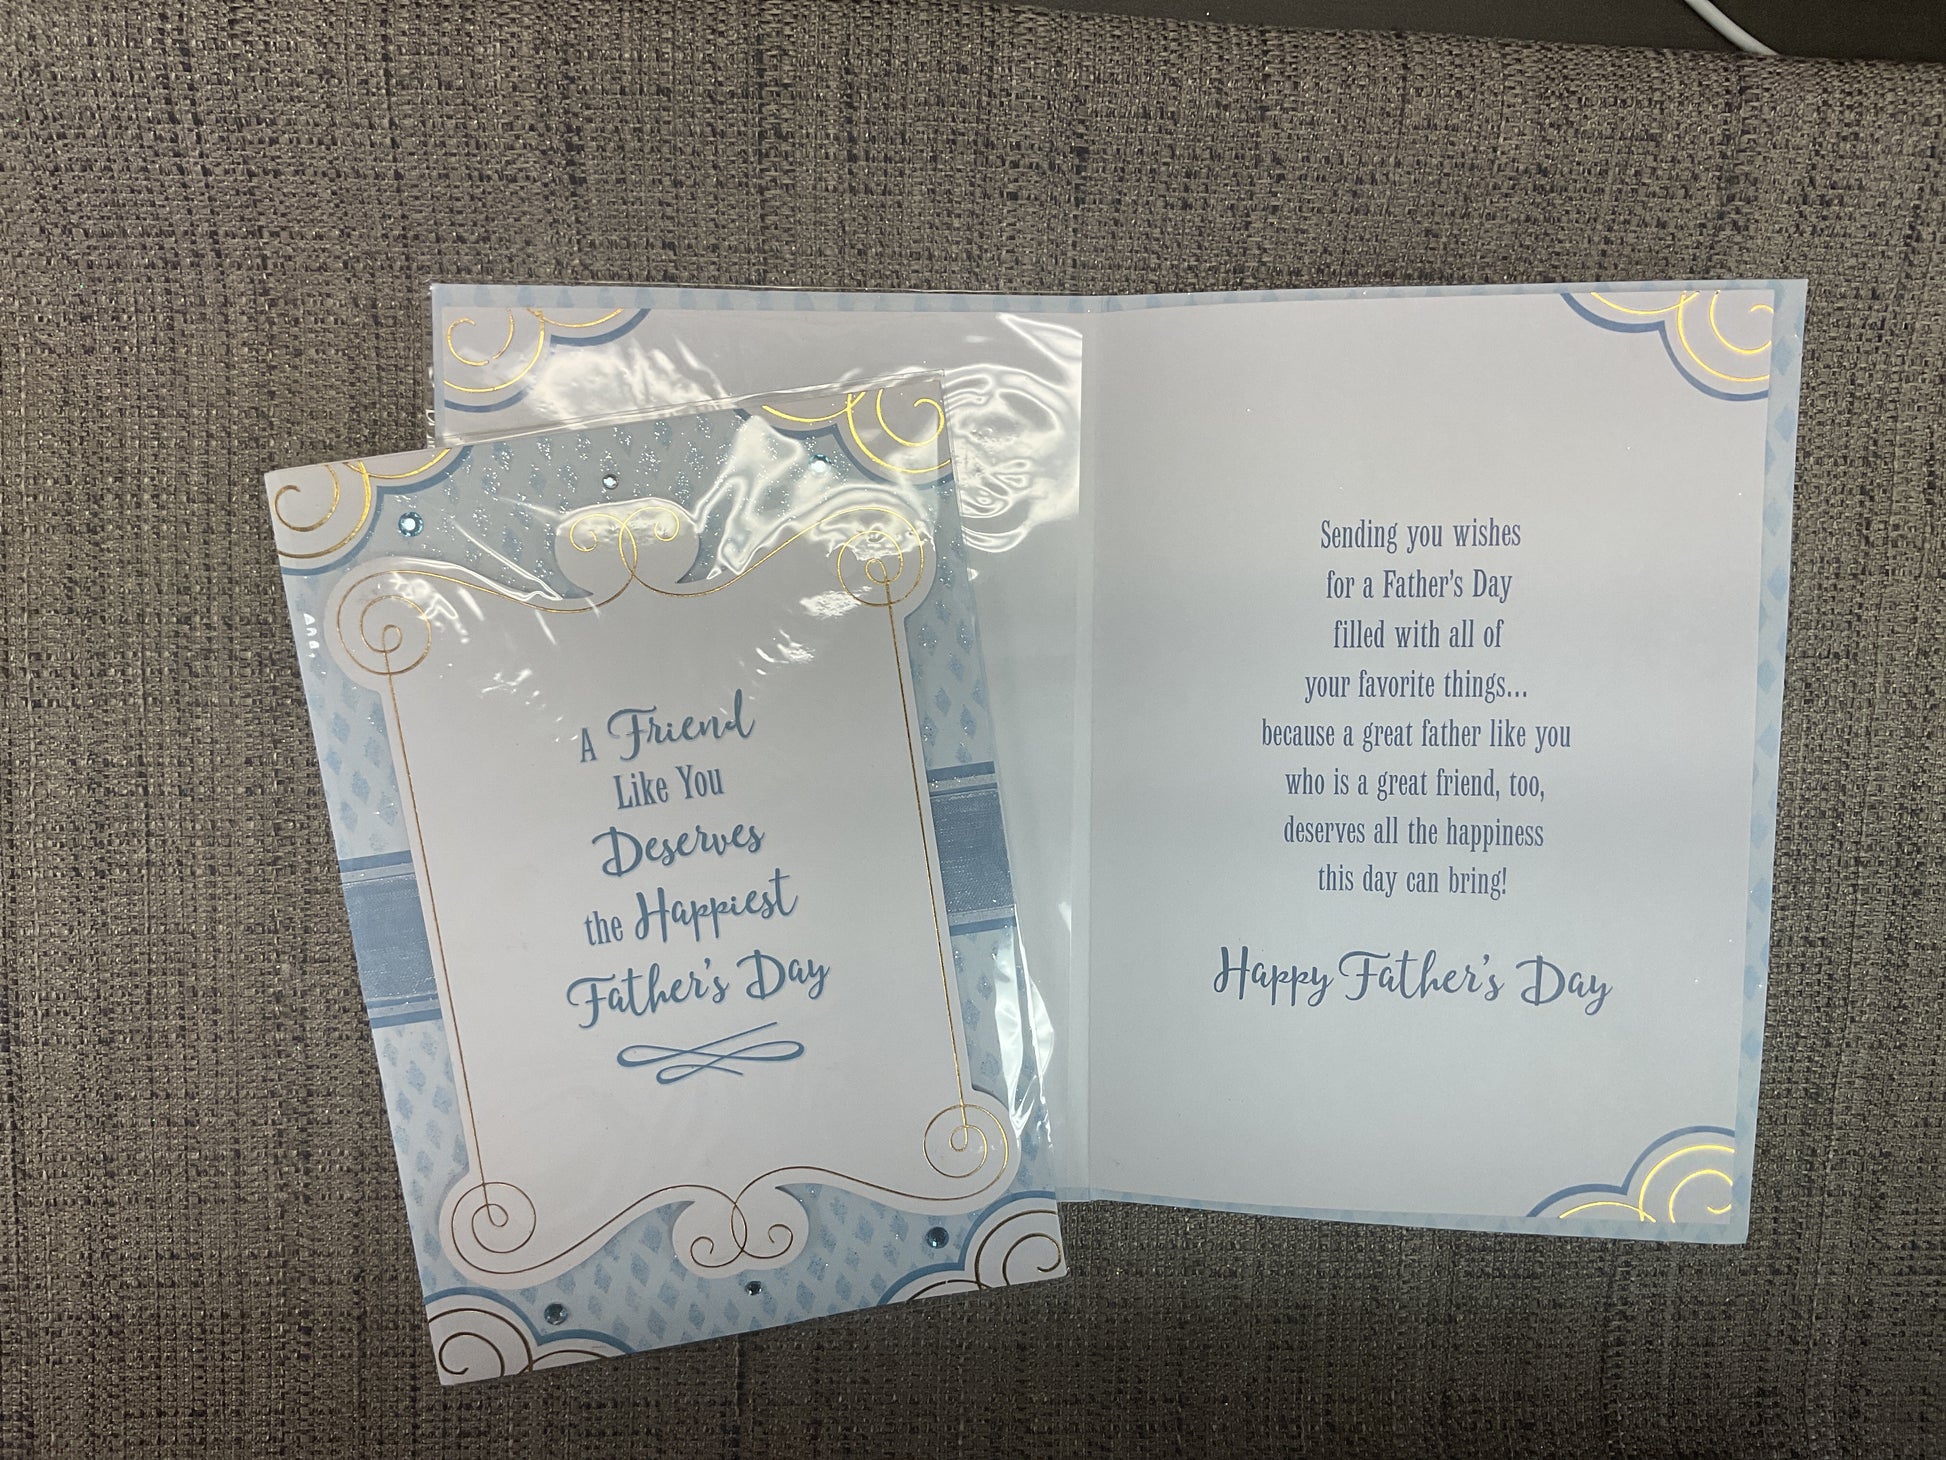 A Friend
Like You
Deserves
the Happiest
Father's Day
Sending you wishes
for a Father's Day
filled with all of
your favorite things...
because a great father like you
who is a great friend, too,
deserves all the happiness
this day can bring!
Happy Father's Day